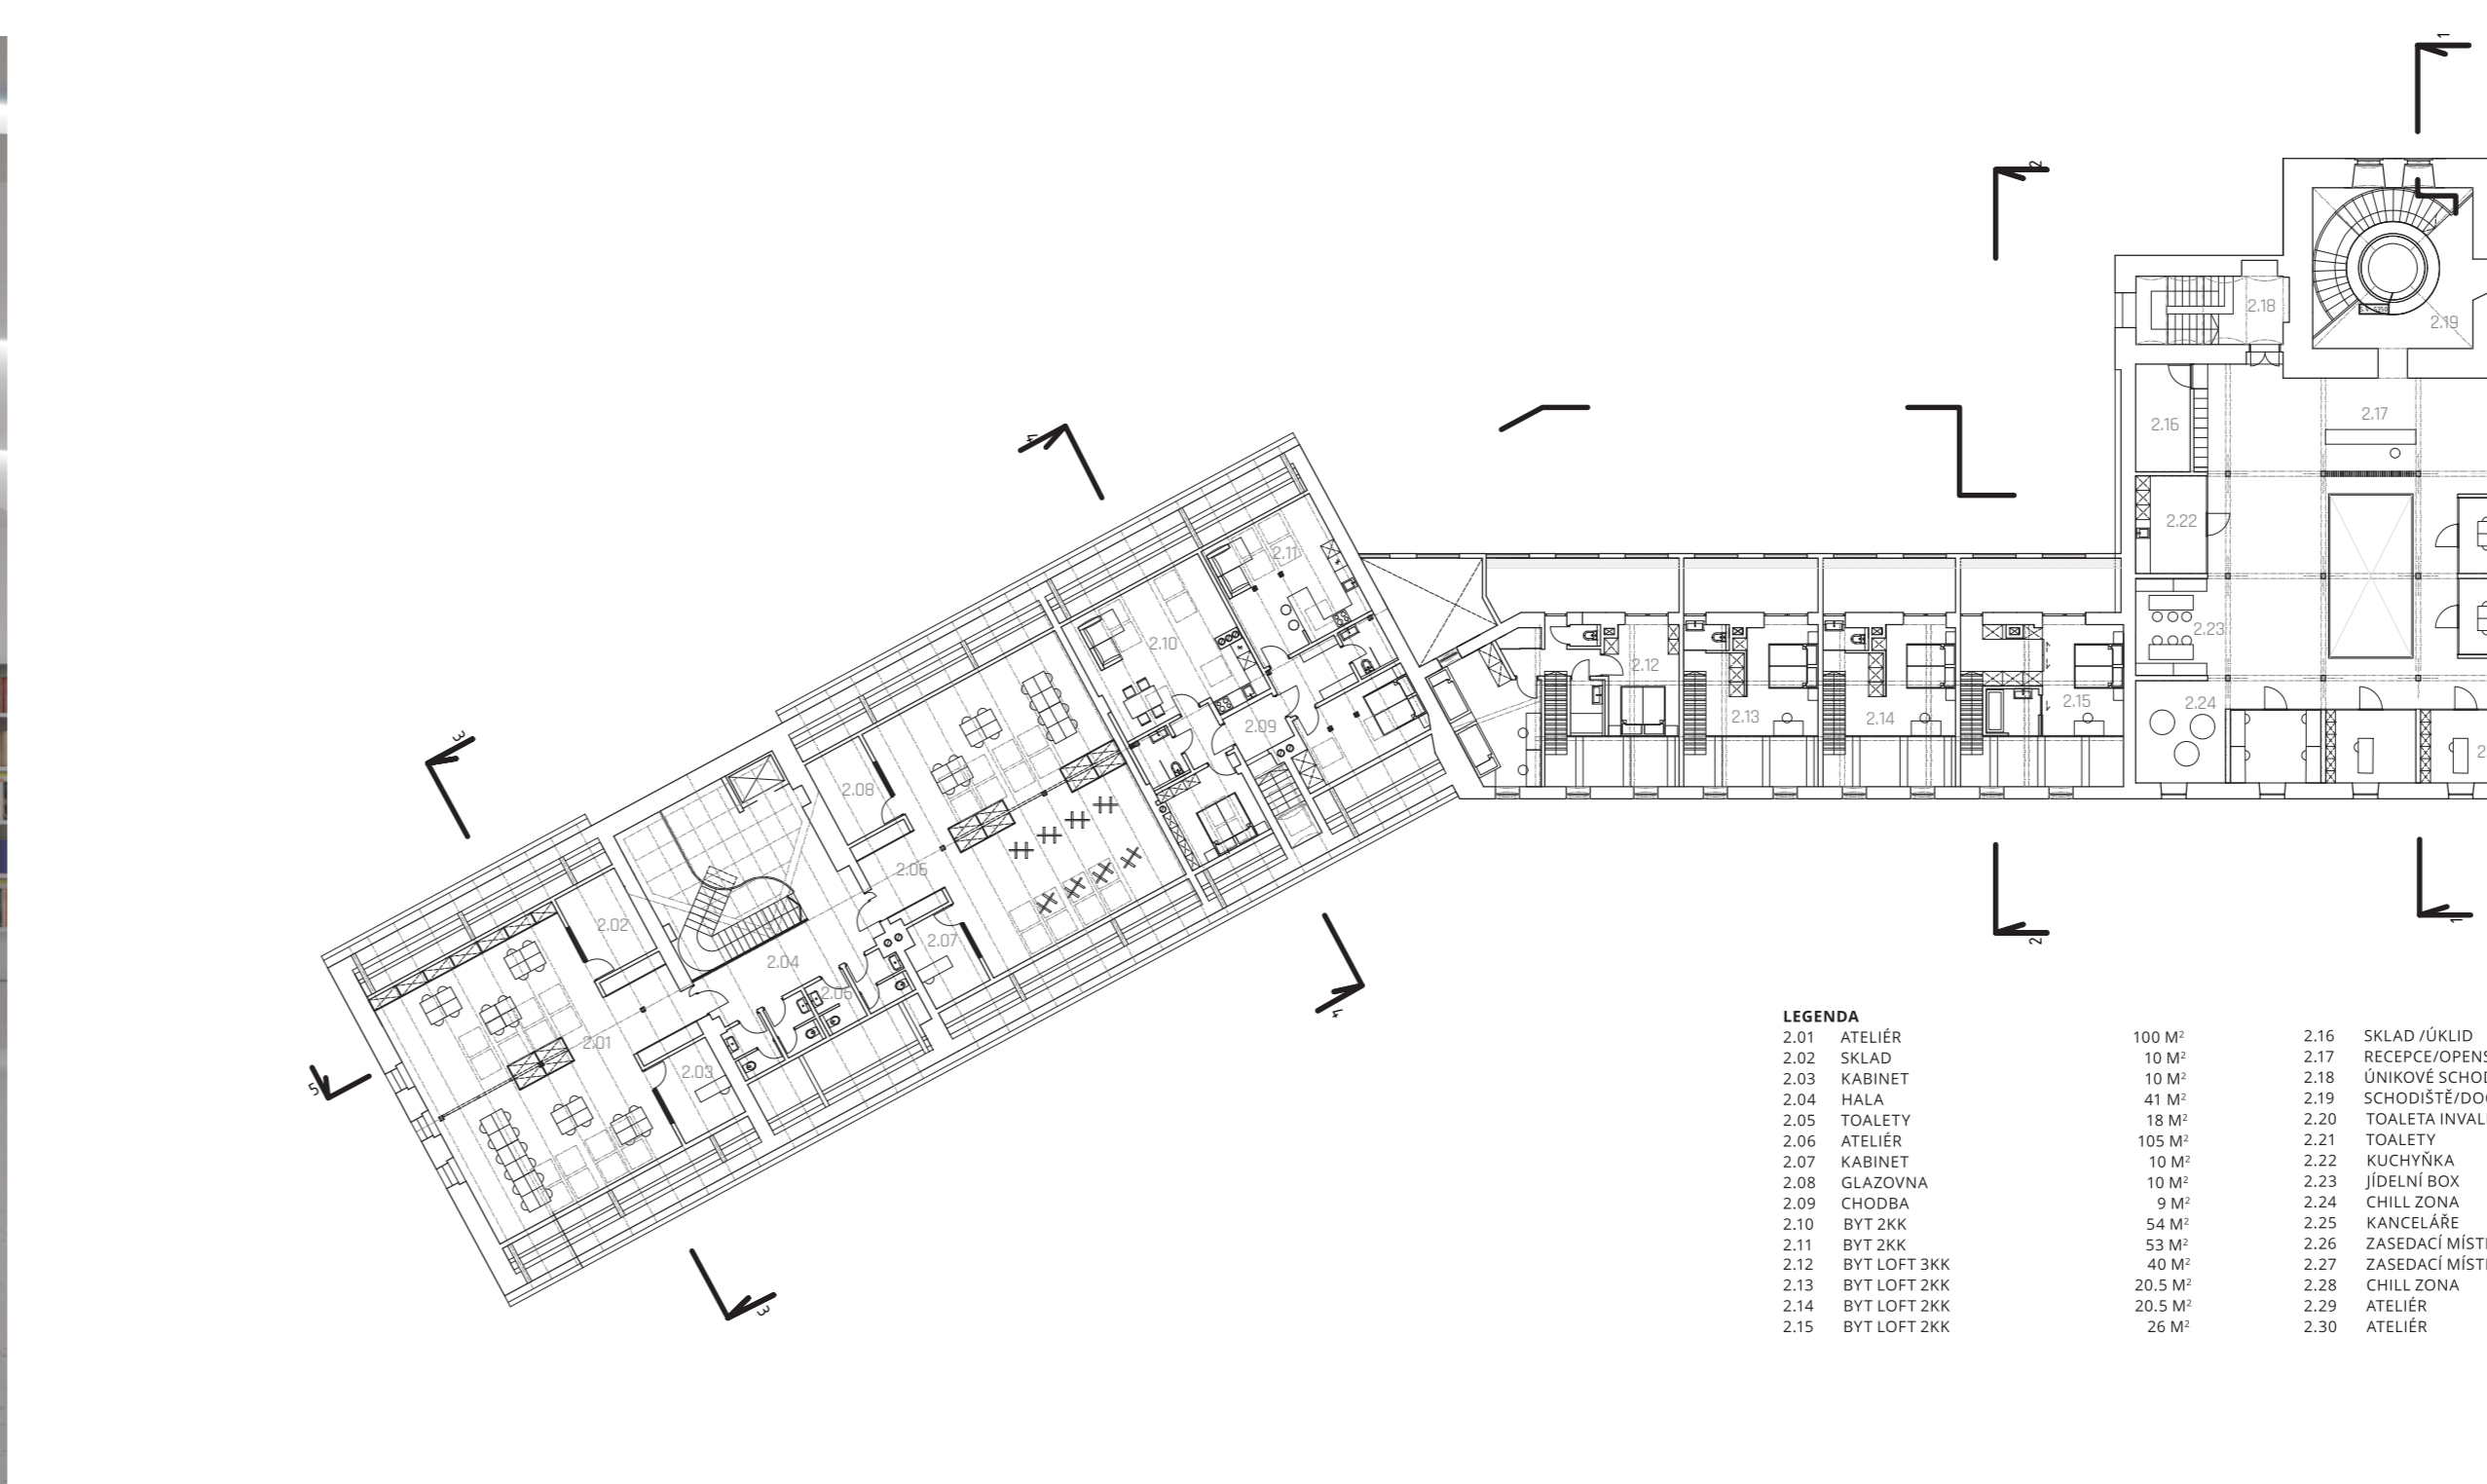 1
2
2.18
2.19
2.17
2.16
4
2.22
2.11
2.10
2.23
2.12
2.24
2.15
2.13
2.14
2.09
3
2.08
2.06
1
2.02
2.07
2
2.04
2.05
4
2.01
2.03
5
3
LEGENDA
2.01 ATELIÉR 100 M²
2.02 SKLAD 10 M²
2.03 KABINET 10 M²
2.04 HALA 41 M²
2.05 TOALETY 18 M²
2.06 ATELIÉR 105 M²
2.07 KABINET 10 M²
2.08 GLAZOVNA 10 M²
2.09 CHODBA 9 M²
2.10 BYT 2KK 54 M²
2.11 BYT 2KK 53 M²
2.12 BYT LOFT 3KK 40 M²
2.13 BYT LOFT 2KK 20.5 M²
2.14 BYT LOFT 2KK 20.5 M²
2.15 BYT LOFT 2KK 26 M²
2.16 SKLAD /ÚKLID
2.17 RECEPCE/OPENS
2.18 ÚNIKOVÉ SCHOD
2.19 SCHODIŠTĚ/DO
2.20 TOALETA INVAL
2.21 TOALETY
2.22 KUCHYŇKA
2.23 JÍDELNÍ BOX
2.24 CHILL ZONA
2.25 KANCELÁŘE
2.26 ZASEDACÍ MÍST
2.27 ZASEDACÍ MÍST
2.28 CHILL ZONA
2.29 ATELIÉR
2.30 ATELIÉR